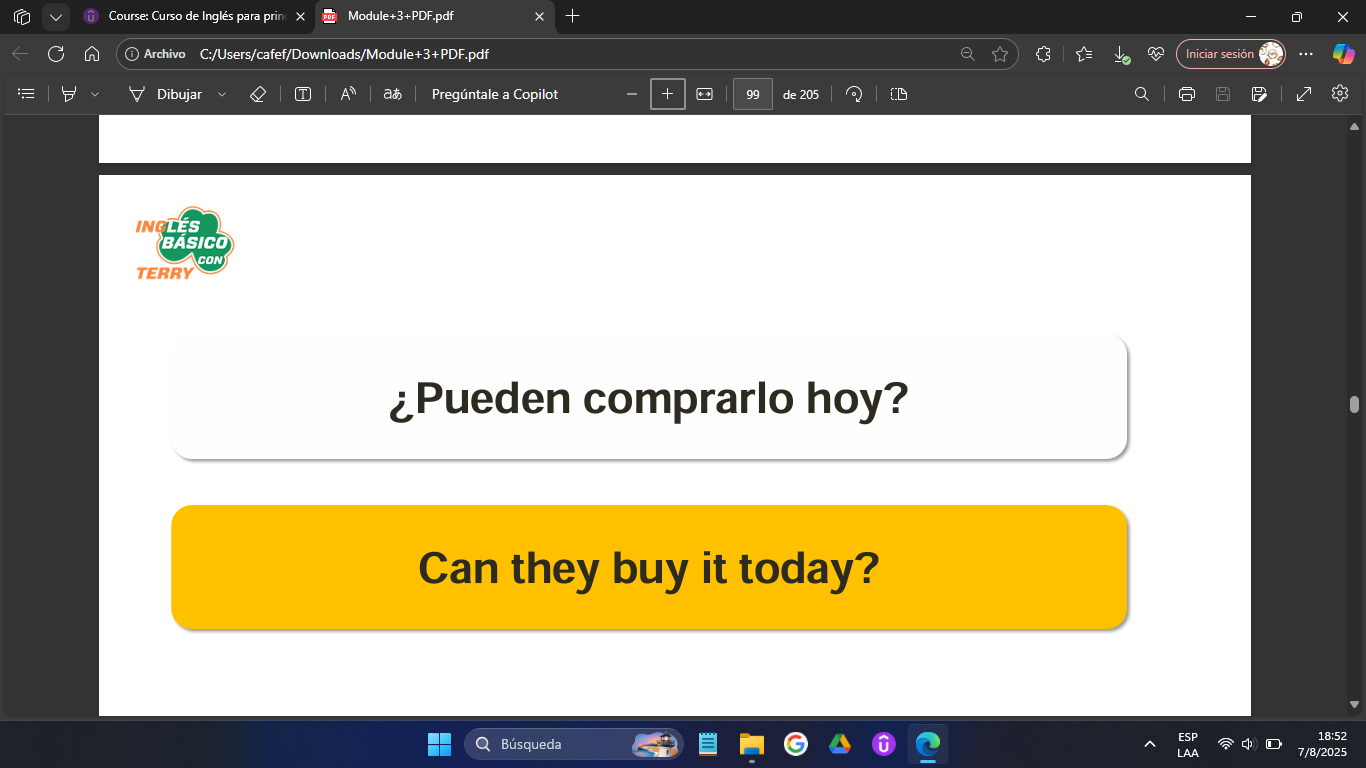 Course: Curso de Inglés para prin
Module+3+PDF.pdf
Archivo
C:/Users/cafef/Downloads/Module+3+PDF.pdf
Iniciar sesión
Dibujar
Pregúntale a Copilot
99
de 205
INGLÉS
BÁSICO
CON
TERRY
¿Pueden comprarlo hoy?
Can they buy it today?
Búsqueda
ESP
LAA
18:52
7/8/2025